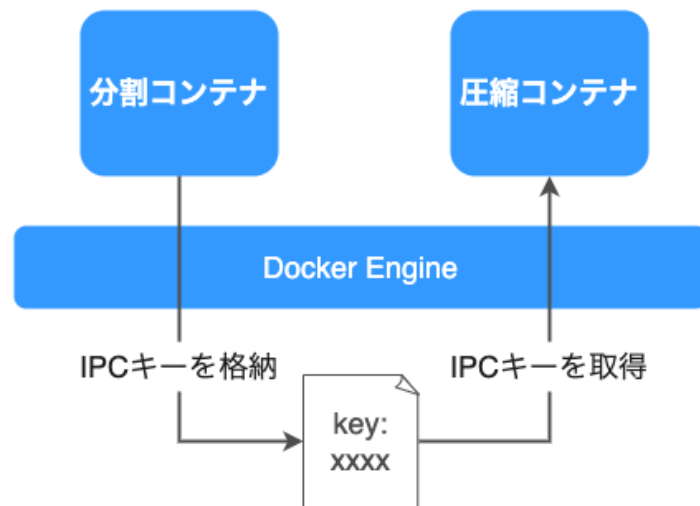 分割コンテナ
圧縮コンテナ
Docker Engine
IPCキーを格納
IPCキーを取得
key:
xxxx